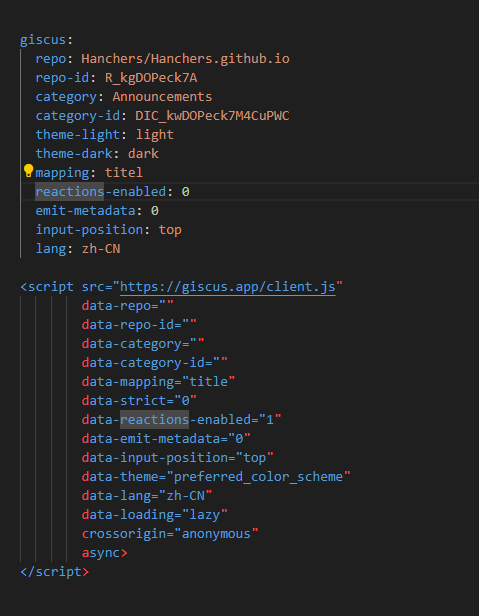 giscus:
repo: Hanchers/Hanchers.github.io
repo-id: R_kgDOPeck7A
category: Announcements
category-id: DIC_kwDOPeck7M4CuPWC
theme-light: light
theme-dark: dark
mapping: titel
reactions-enabled: 0
emit-metadata: 0
input-position: top
lang: zh-CN
<script src="https://giscus.app/client.js"
data-repo=""
data-repo-id=""
data-category=""
data-category-id=""
data-mapping="title"
data-strict="0"
data-reactions-enabled="1"
data-emit-metadata="0"
data-input-position="top"
data-theme="preferred_color_scheme"
data-lang="zh-CN"
data-loading="lazy"
crossorigin="anonymous"
async>
</script>